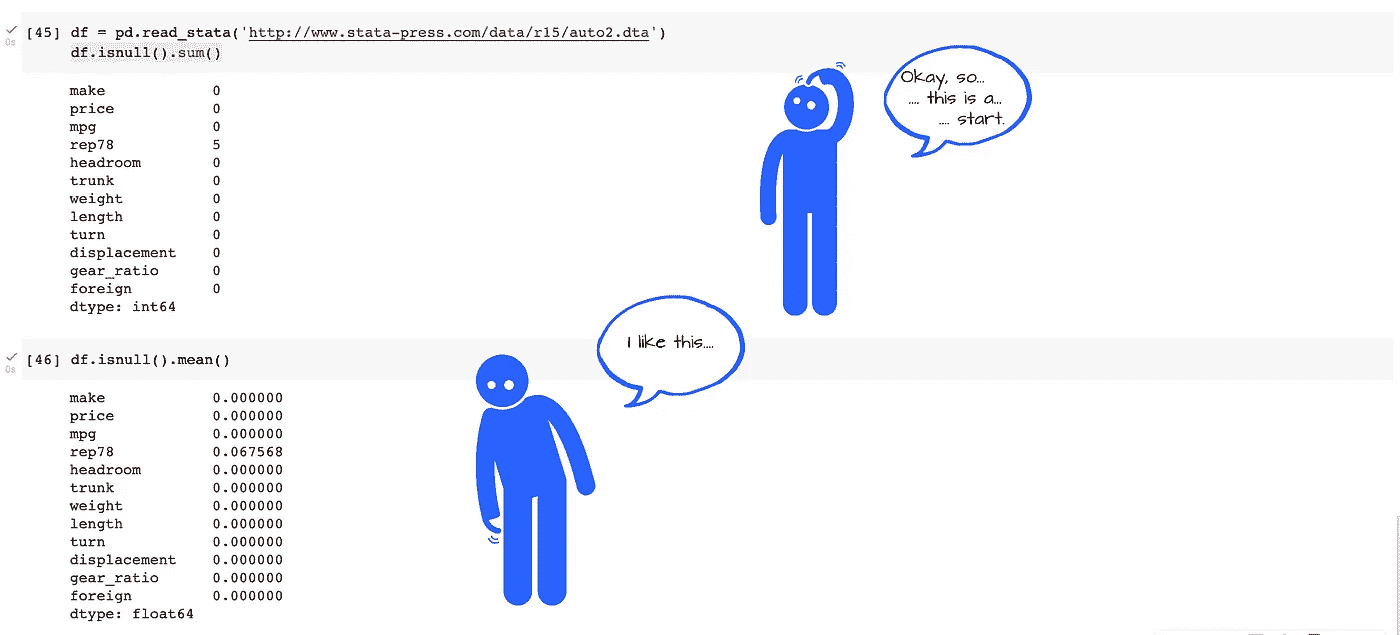 [45] df = pd.read_stata('http://www.stata-press.com/data/r15/auto2.dta')
0s
df.isnull().sum()
make 0
price 0
mpg 0
rep78 5
headroom 0
trunk 0
weight 0
length 0
turn 0
displacement 0
gear_ratio 0
foreign 0
dtype: int64
Okay, so...
.... this is a...
.... start.
I like this....
[46] df.isnull().mean()
0s
make 0.000000
price 0.000000
mpg 0.000000
rep78 0.067568
headroom 0.000000
trunk 0.000000
weight 0.000000
length 0.000000
turn 0.000000
displacement 0.000000
gear_ratio 0.000000
foreign 0.000000
dtype: float64